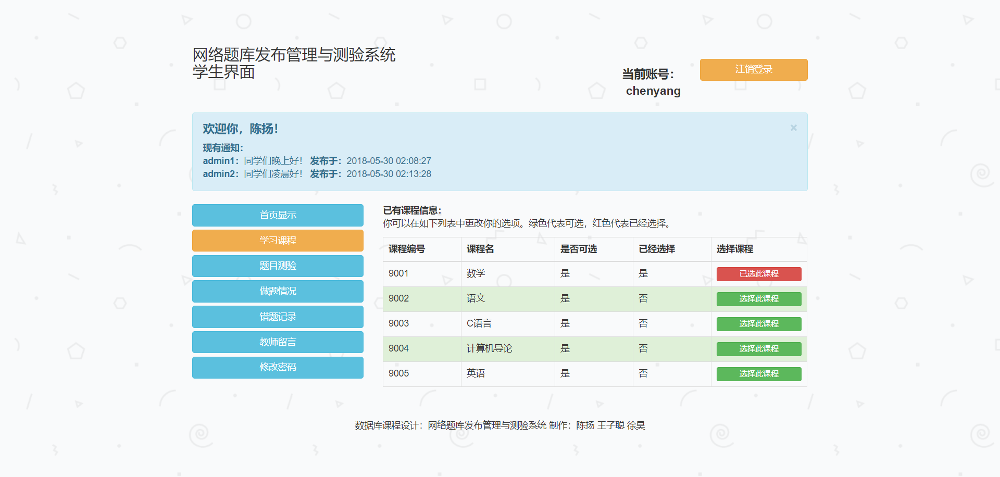 网络题库发布管理与测验系统
学生界面
当前账号：
chenyang
注销登录
欢迎你，陈扬！
×
现有通知：
admin1：同学们晚上好！ 发布于：2018-05-30 02:08:27
admin2：同学们凌晨好！ 发布于：2018-05-30 02:13:28
首页显示
学习课程
题目测验
做题情况
错题记录
教师留言
修改密码
已有课程信息：
你可以在如下列表中更改你的选项。绿色代表可选，红色代表已经选择。
课程编号 课程名 是否可选 已经选择 选择课程
9001 数学 是 是 已选此课程
9002 语文 是 否 选择此课程
9003 C语言 是 否 选择此课程
9004 计算机导论 是 否 选择此课程
9005 英语 是 否 选择此课程
数据库课程设计：网络题库发布管理与测验系统 制作：陈扬 王子聪 徐昊